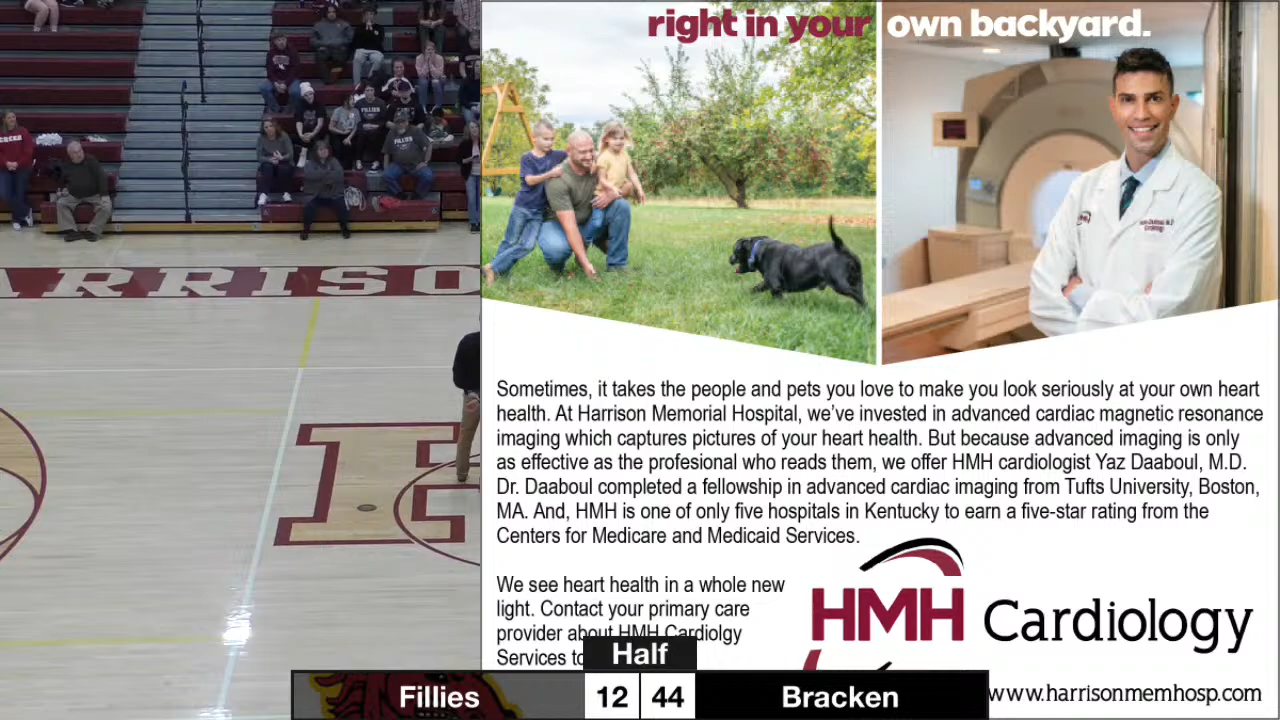 right in your own backyard.
FILLIES
HMH
ARRISO
H
Sometimes, it takes the people and pets you love to make you look seriously at your own heart
health. At Harrison Memorial Hospital, we've invested in advanced cardiac magnetic resonance
imaging which captures pictures of your heart health. But because advanced imaging is only
as effective as the profesional who reads them, we offer HMH cardiologist Yaz Daaboul, M.D.
Dr. Daaboul completed a fellowship in advanced cardiac imaging from Tufts University, Boston,
MA. And, HMH is one of only five hospitals in Kentucky to earn a five-star rating from the
Centers for Medicare and Medicaid Services.
We see heart health in a whole new
light. Contact your primary care
provider about HMH Cardiolgy
Services to
HMH Cardiology
www.harrisonmemhosp.com
Half
Fillies 12 44 Bracken